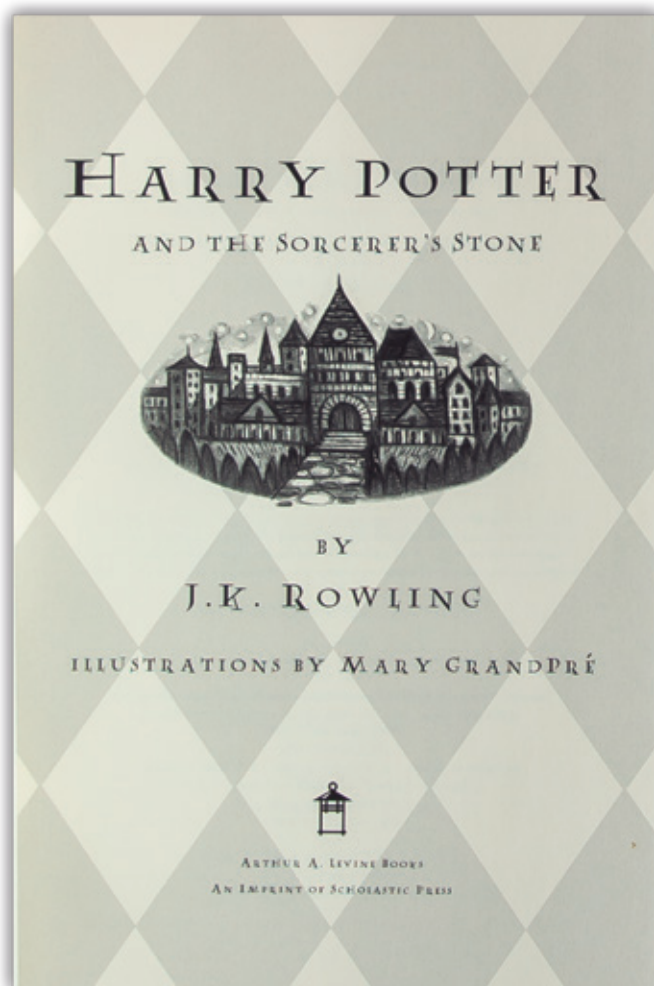 HARRY POTTER
AND THE SORCERER'S STONE
BY
J.K. ROWLING
ILLUSTRATIONS BY MARY GRANDPRÉ
ARTHUR A. LEVINE BOOKS
AN IMPRINT OF SCHOLASTIC PRESS